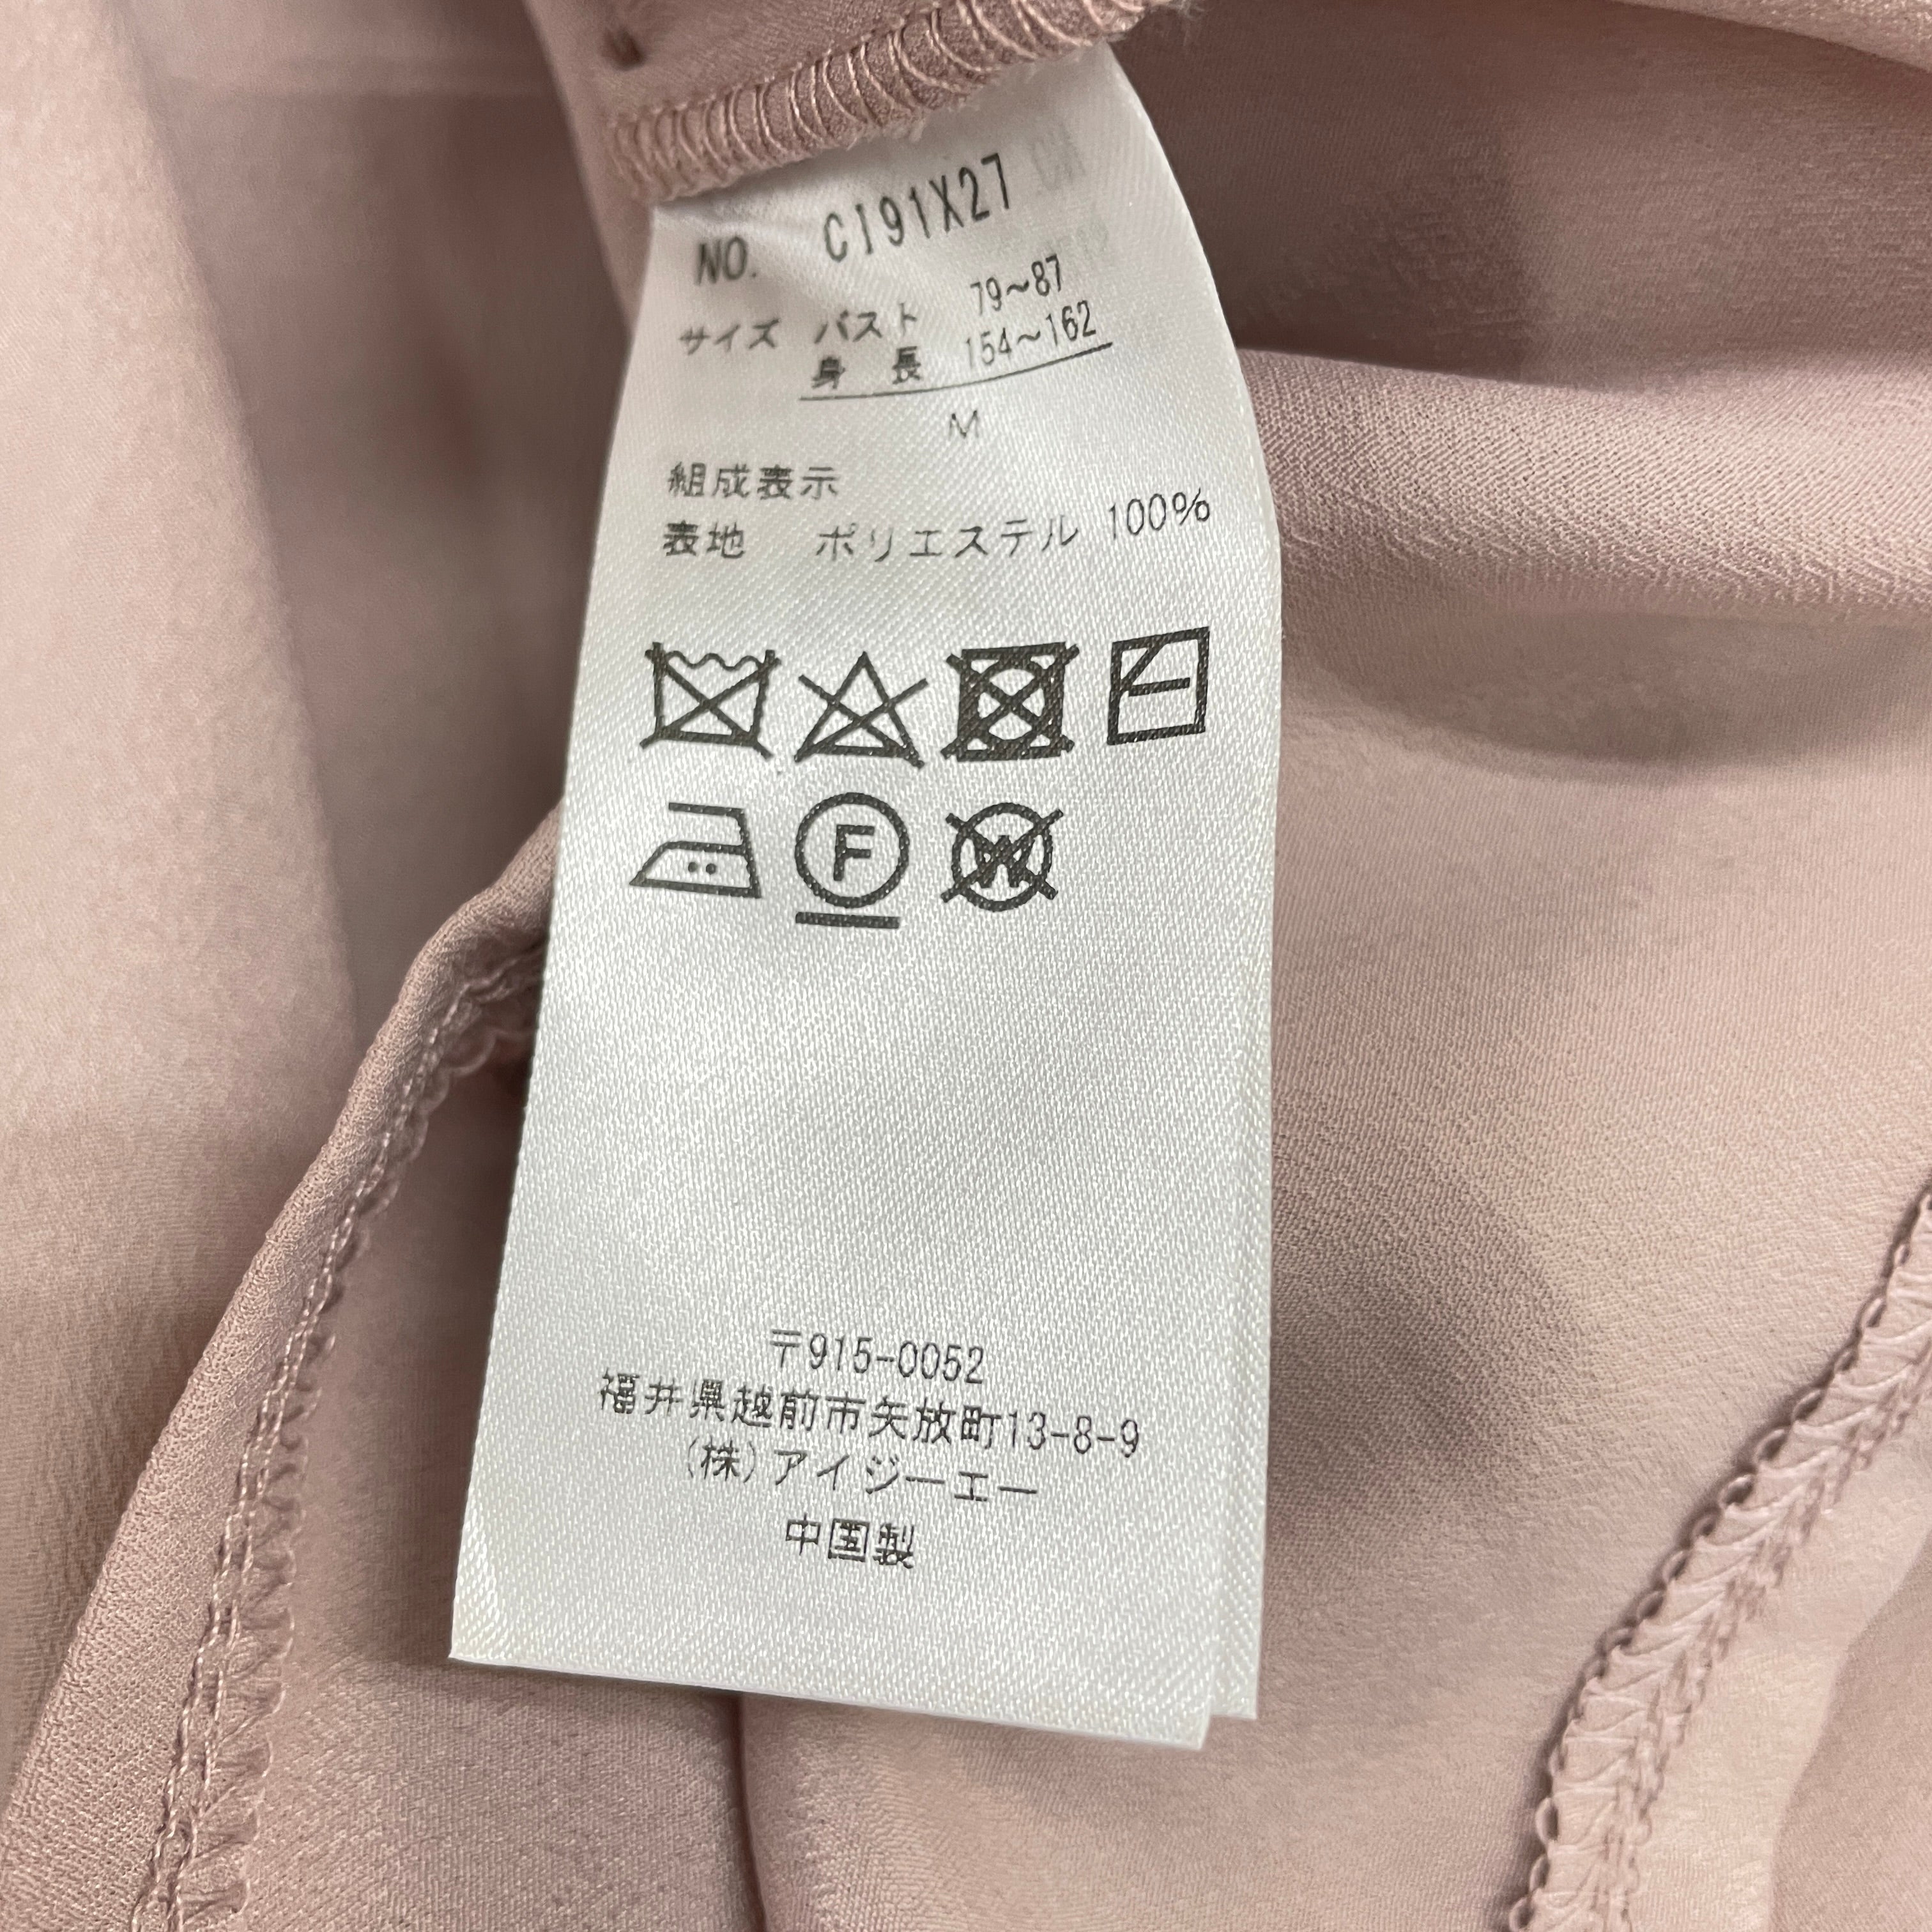 NO. CI91X27
サイズ バスト 79～87
身 長 154～162
M
組成表示
表地 ポリエステル 100%
F
W
〒915-0052
福井県越前市矢放町13-8-9
(株)アイジーエー
中国製